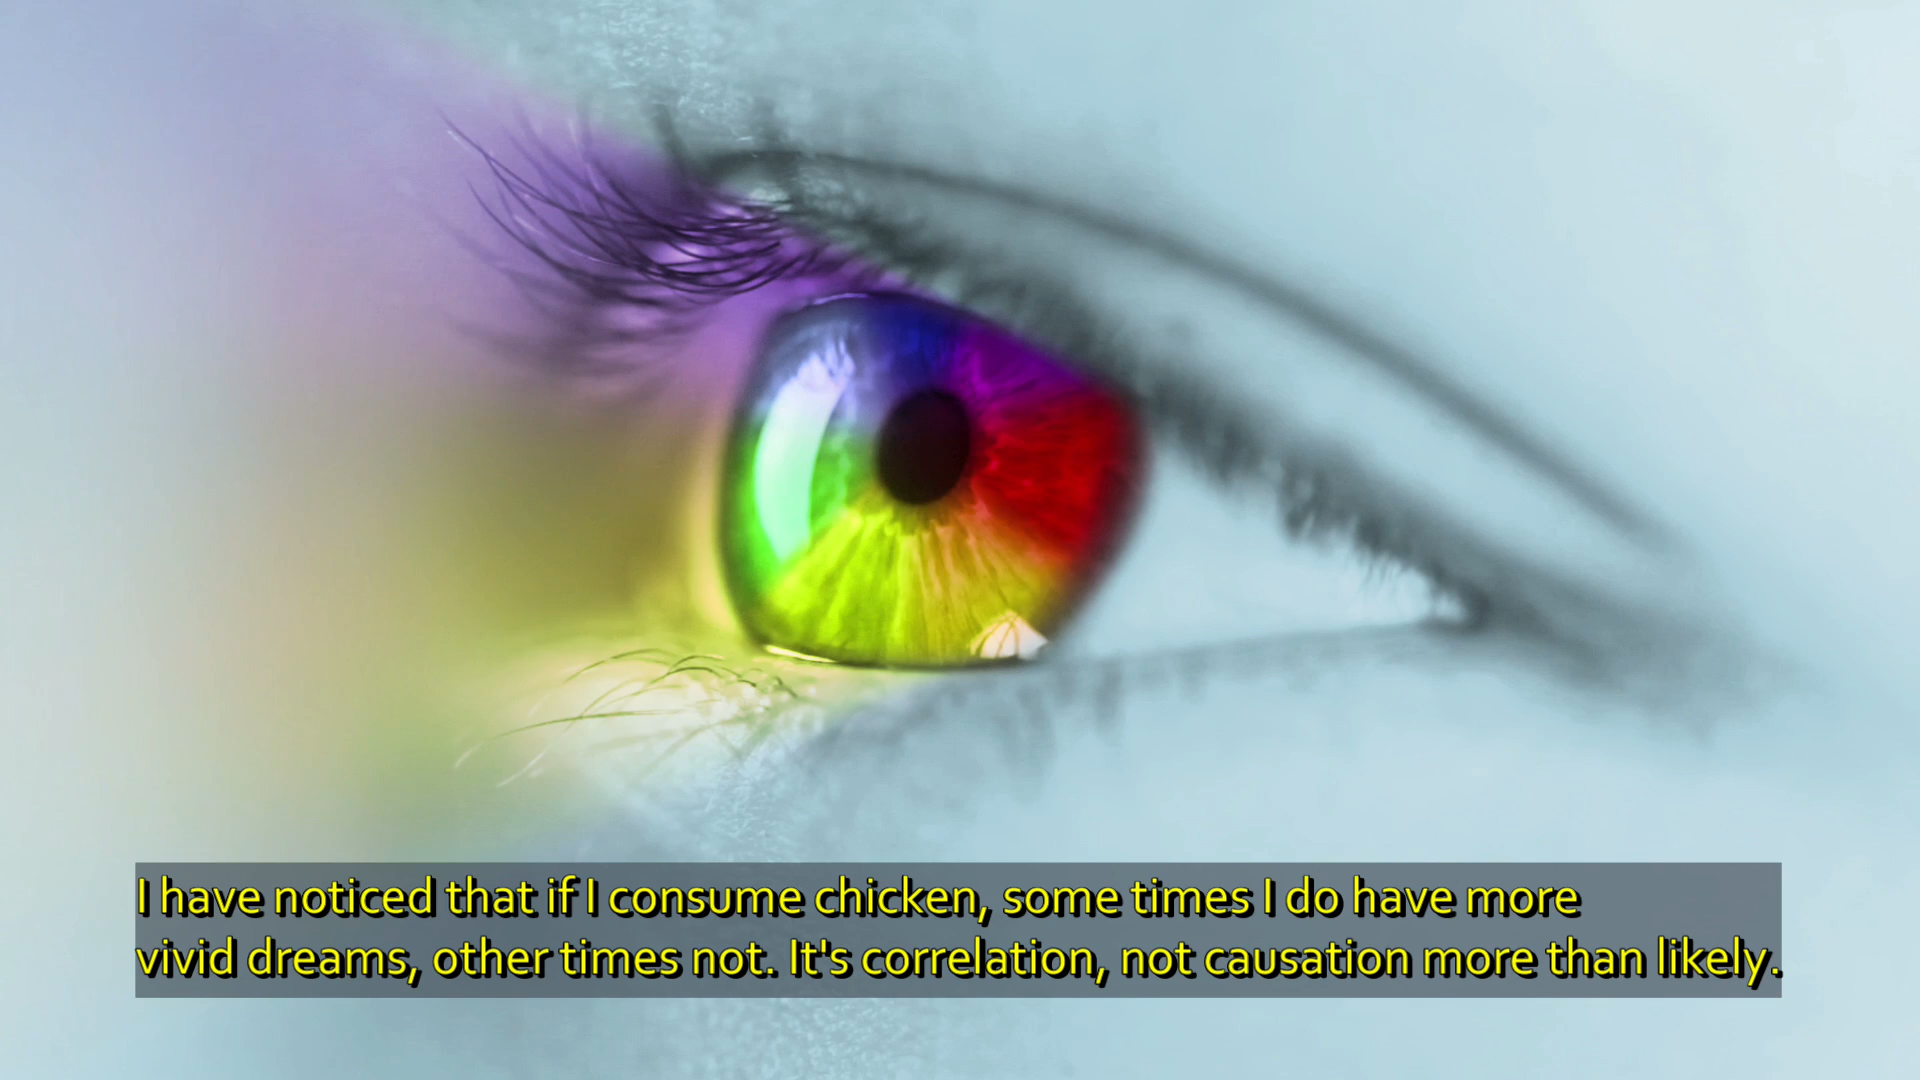 I have noticed that if I consume chicken, some times I do have more
vivid dreams, other times not. It's correlation, not causation more than likely.